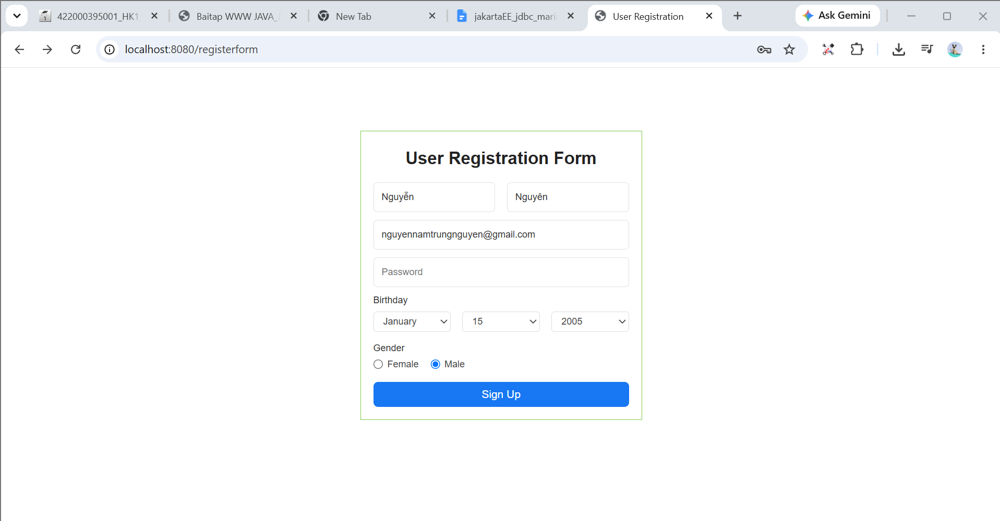 422000395001_HK1
Baitap WWW JAVA_
New Tab
jakartaEE_jdbc_mari
User Registration
Ask Gemini
localhost:8080/registerform
User Registration Form
Nguyễn Nguyên
nguyennamtrungnguyen@gmail.com
Password
Birthday
January 15 2005
Gender
Female Male
Sign Up